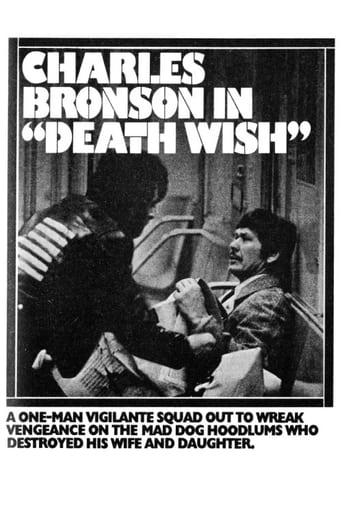 CHARLES
BRONSON IN
"DEATH WISH"
A ONE-MAN VIGILANTE SQUAD OUT TO WREAK
VENGEANCE ON THE MAD DOG HOODLUMS WHO
DESTROYED HIS WIFE AND DAUGHTER.